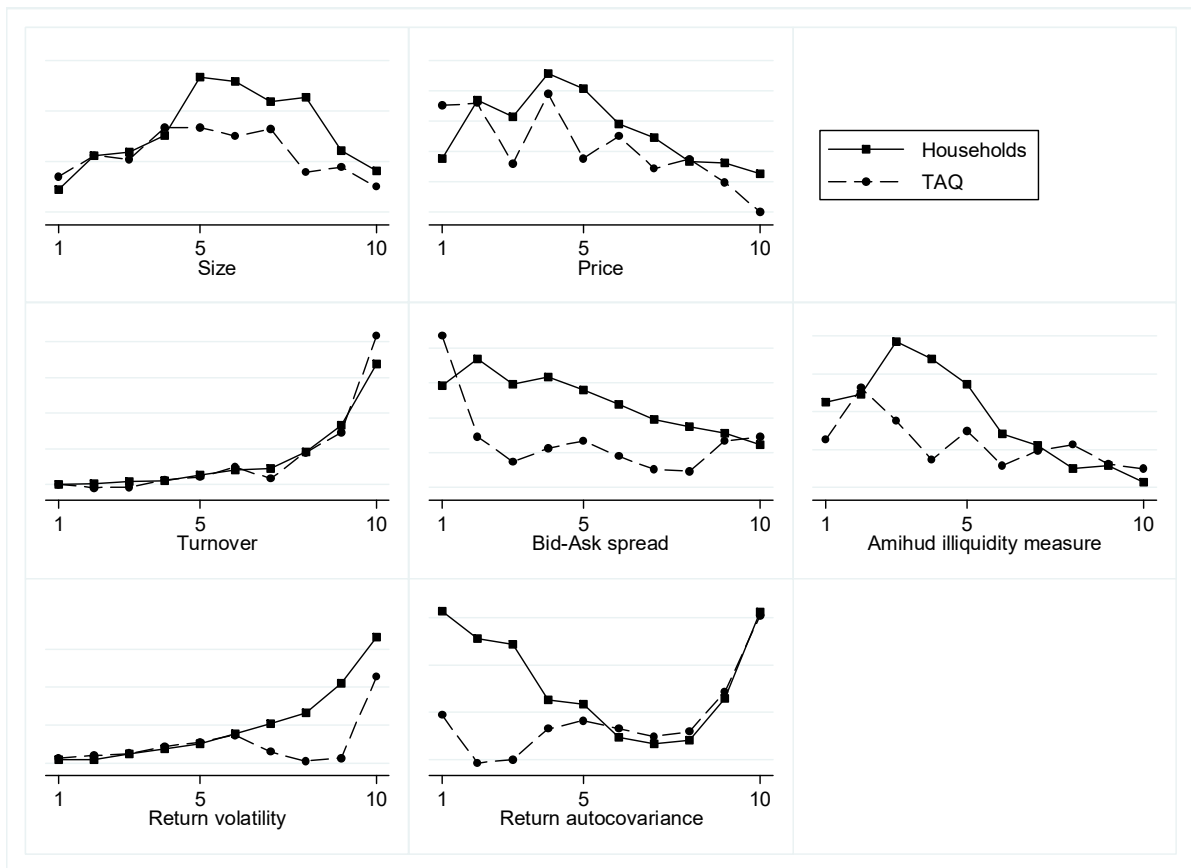 1 5 10
Size
1 5 10
Price
Households
TAQ
1 5 10
Turnover
1 5 10
Bid-Ask spread
1 5 10
Amihud illiquidity measure
1 5 10
Return volatility
1 5 10
Return autocovariance